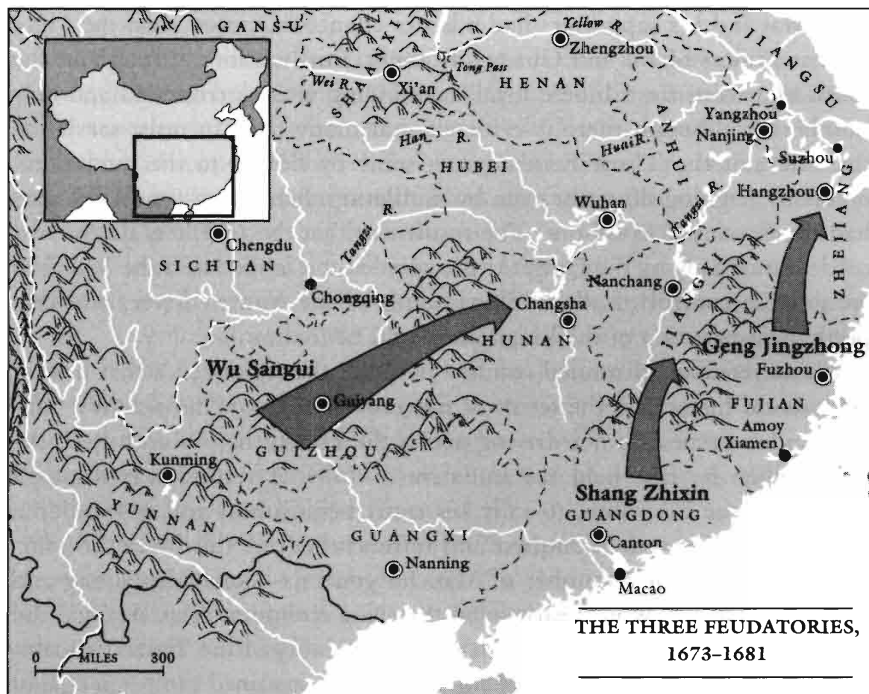 GANSU
Yellow R.
Zhengzhou
JIANGSU
SHAANXI
Tong Pass
Wei R.
Xi'an
HENAN
Yangzhou
Nanjing
ANHUI
Han R.
Huai R.
Suzhou
HUBEI
Hangzhou
Wuhan
Yangzi R.
Yangzi R.
ZHEJIANG
Chengdu
SICHUAN
Chongqing
Nanchang
Changsha
JIANGXI
HUNAN
Geng Jingzhong
Wu Sangui
Fuzhou
Guiyang
FUJIAN
Amoy
(Xiamen)
GUIZHOU
Kunming
Shang Zhixin
YUNNAN
GUANGDONG
GUANGXI
Canton
Nanning
Macao
THE THREE FEUDATORIES,
1673–1681
0 MILES 300